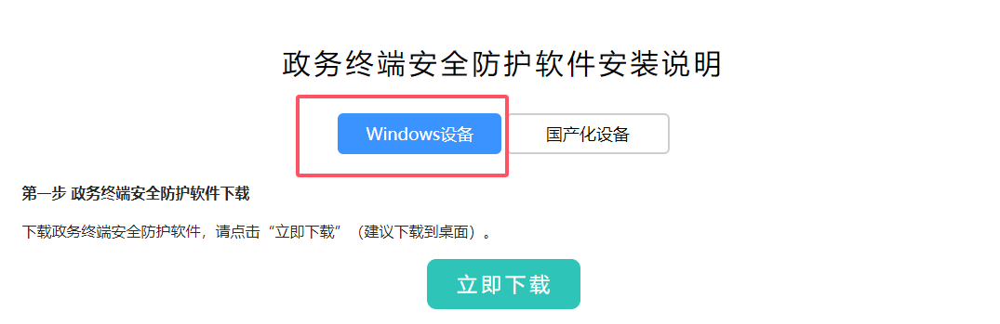 政务终端安全防护软件安装说明
Windows设备 国产化设备
第一步 政务终端安全防护软件下载
下载政务终端安全防护软件，请点击“立即下载”（建议下载到桌面）。
立即下载